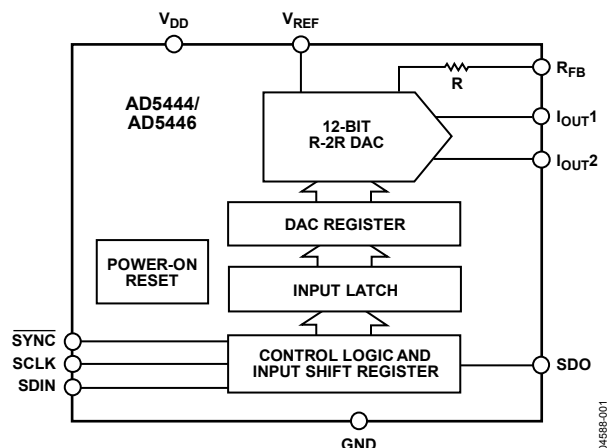 VDD
VREF
RFB
R
AD5444/
AD5446
12-BIT
R-2R DAC
IOUT1
IOUT2
DAC REGISTER
POWER-ON
RESET
INPUT LATCH
SYNC
SCLK
SDIN
CONTROL LOGIC AND
INPUT SHIFT REGISTER
SDO
GND
04588-001